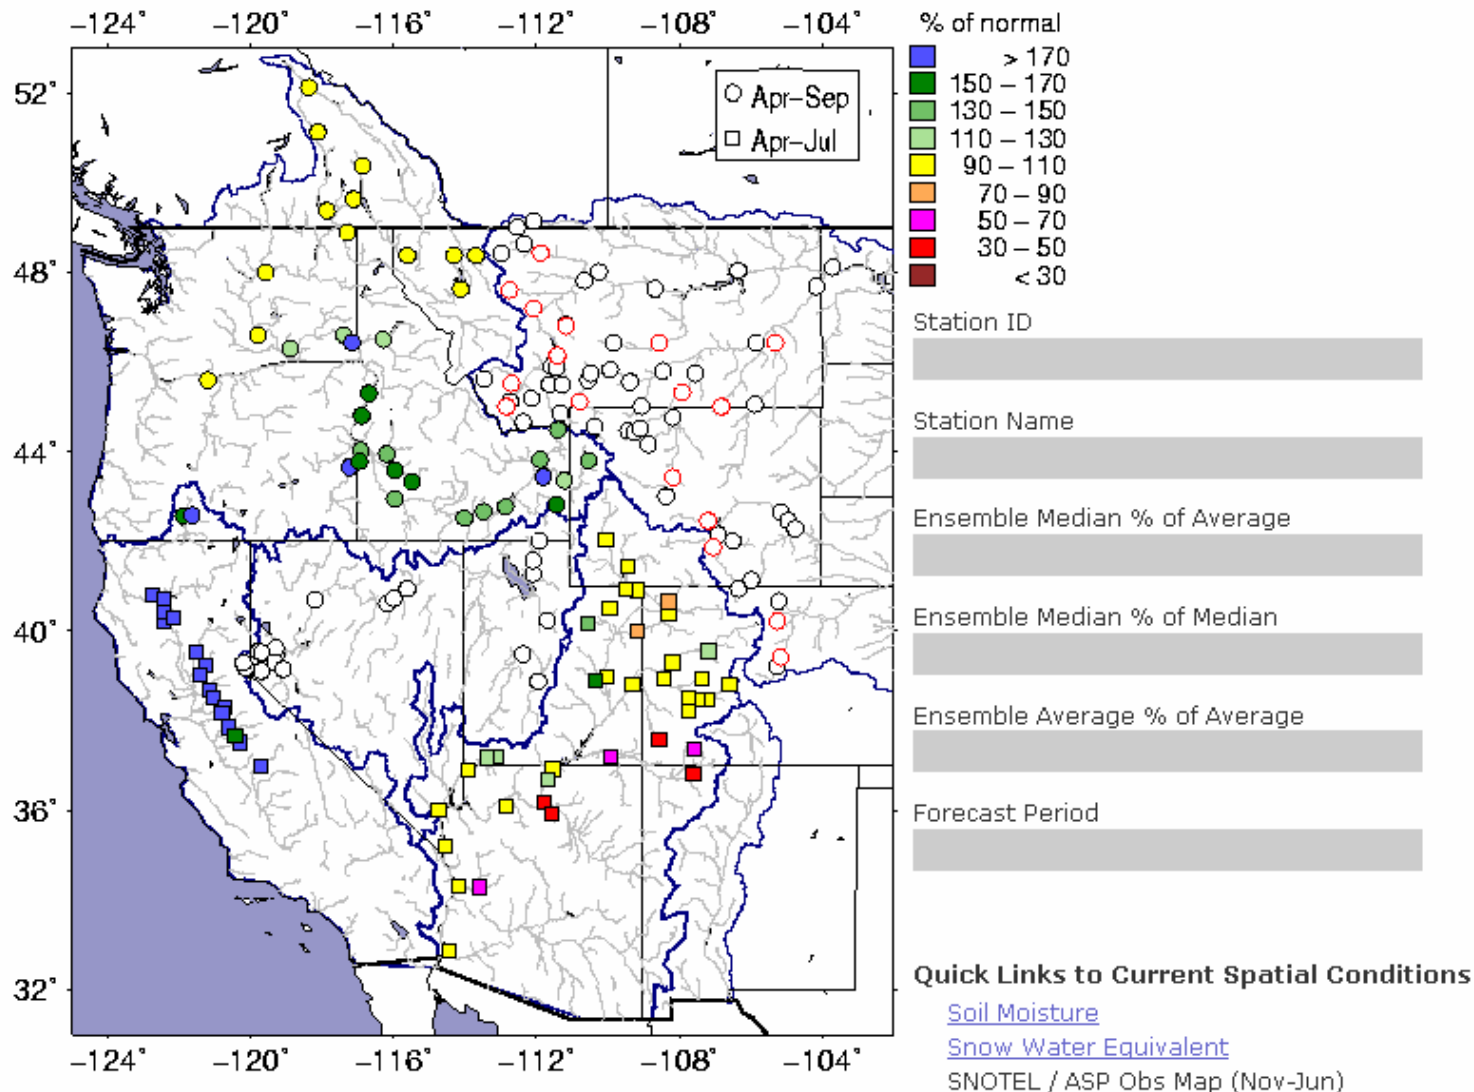 −124° −120° −116° −112° −108° −104°
% of normal
> 170
150 − 170
130 − 150
110 − 130
90 − 110
70 − 90
50 − 70
30 − 50
< 30
Apr−Sep
Apr−Jul
52°
48°
44°
40°
36°
32°
−124° −120° −116° −112° −108° −104°
Station ID
Station Name
Ensemble Median % of Average
Ensemble Median % of Median
Ensemble Average % of Average
Forecast Period
Quick Links to Current Spatial Conditions
Soil Moisture
Snow Water Equivalent
SNOTEL / ASP Obs Map (Nov-Jun)